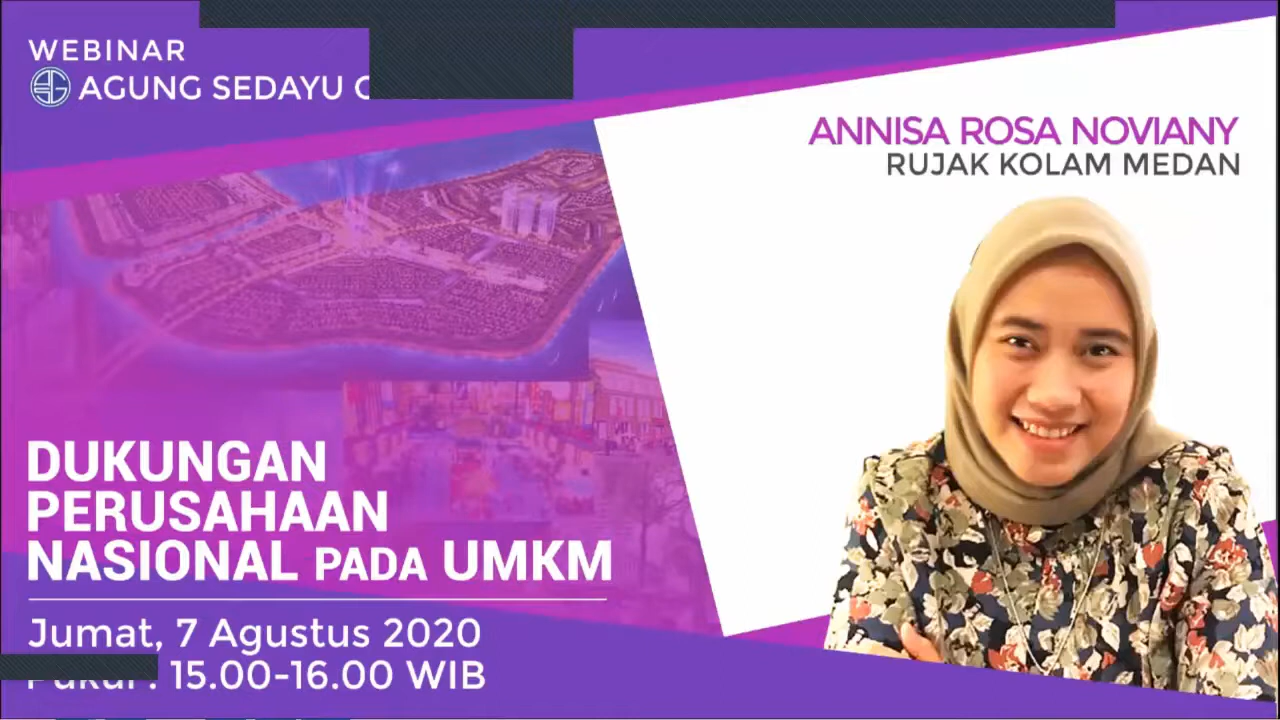 WEBINAR
AGUNG SEDAYU
ANNISA ROSA NOVIANY
RUJAK KOLAM MEDAN
DUKUNGAN
PERUSAHAAN
NASIONAL PADA UMKM
Jumat, 7 Agustus 2020
Pukul : 15.00-16.00 WIB